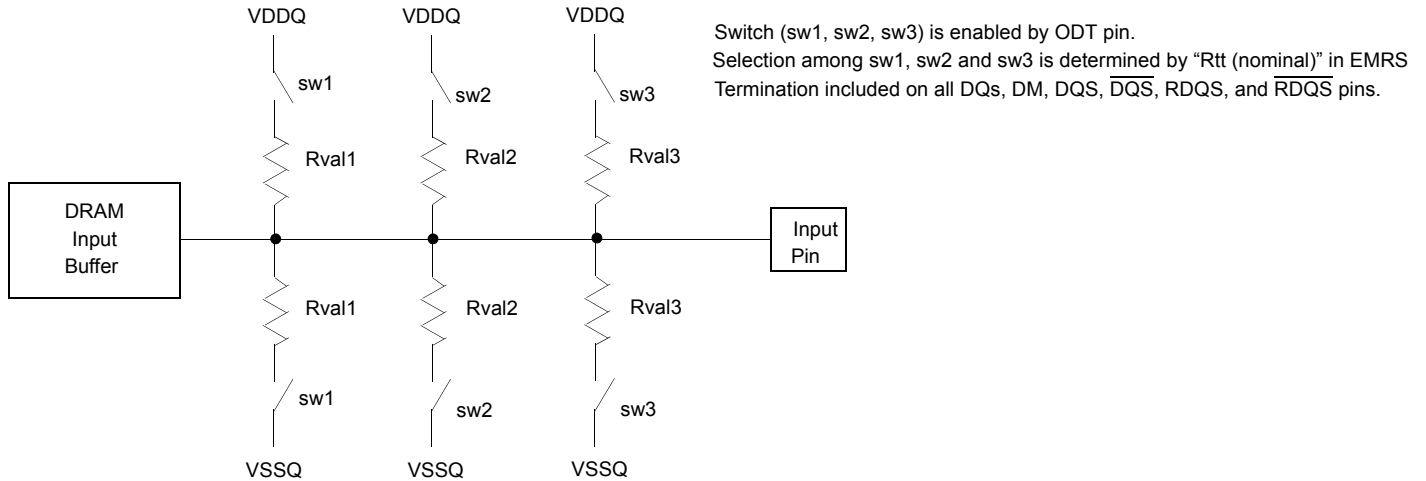 VDDQ VDDQ VDDQ
Switch (sw1, sw2, sw3) is enabled by ODT pin.
Selection among sw1, sw2 and sw3 is determined by “Rtt (nominal)” in EMRS
Termination included on all DQs, DM, DQS, D̅Q̅S̅, RDQS, and R̅D̅Q̅S̅ pins.
sw1 sw2 sw3
Rval1 Rval2 Rval3
DRAM
Input
Buffer
Input
Pin
Rval1 Rval2 Rval3
sw1 sw2 sw3
VSSQ VSSQ VSSQ